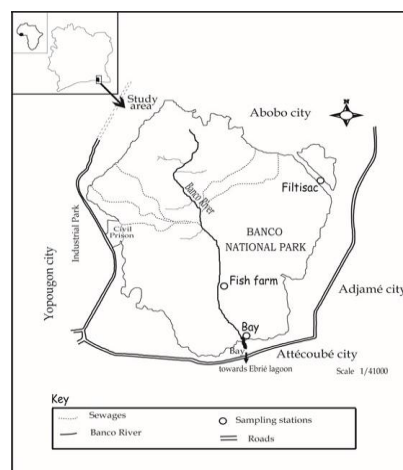 Study
area
Abobo city
N
Filtisac
Banco River
BANCO
NATIONAL PARK
Civil
Prison
Industrial Park
Yopougon city
Fish farm
Adjamé city
Bay
Bay
Attécoubé city
towards Ebrié lagoon
Scale 1/41000
Key
Sewages
Sampling stations
Banco River
Roads